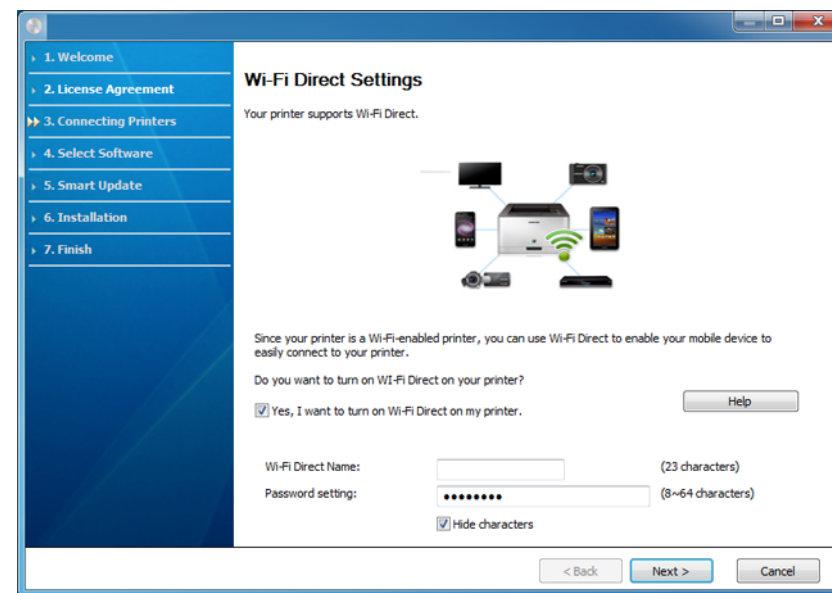 1. Welcome
2. License Agreement
3. Connecting Printers
4. Select Software
5. Smart Update
6. Installation
7. Finish
Wi-Fi Direct Settings
Your printer supports Wi-Fi Direct.
Since your printer is a Wi-Fi-enabled printer, you can use Wi-Fi Direct to enable your mobile device to
easily connect to your printer.
Do you want to turn on WI-Fi Direct on your printer?
Yes, I want to turn on Wi-Fi Direct on my printer.
Help
Wi-Fi Direct Name: (23 characters)
Password setting: ●●●●●●●● (8~64 characters)
Hide characters
< Back Next > Cancel